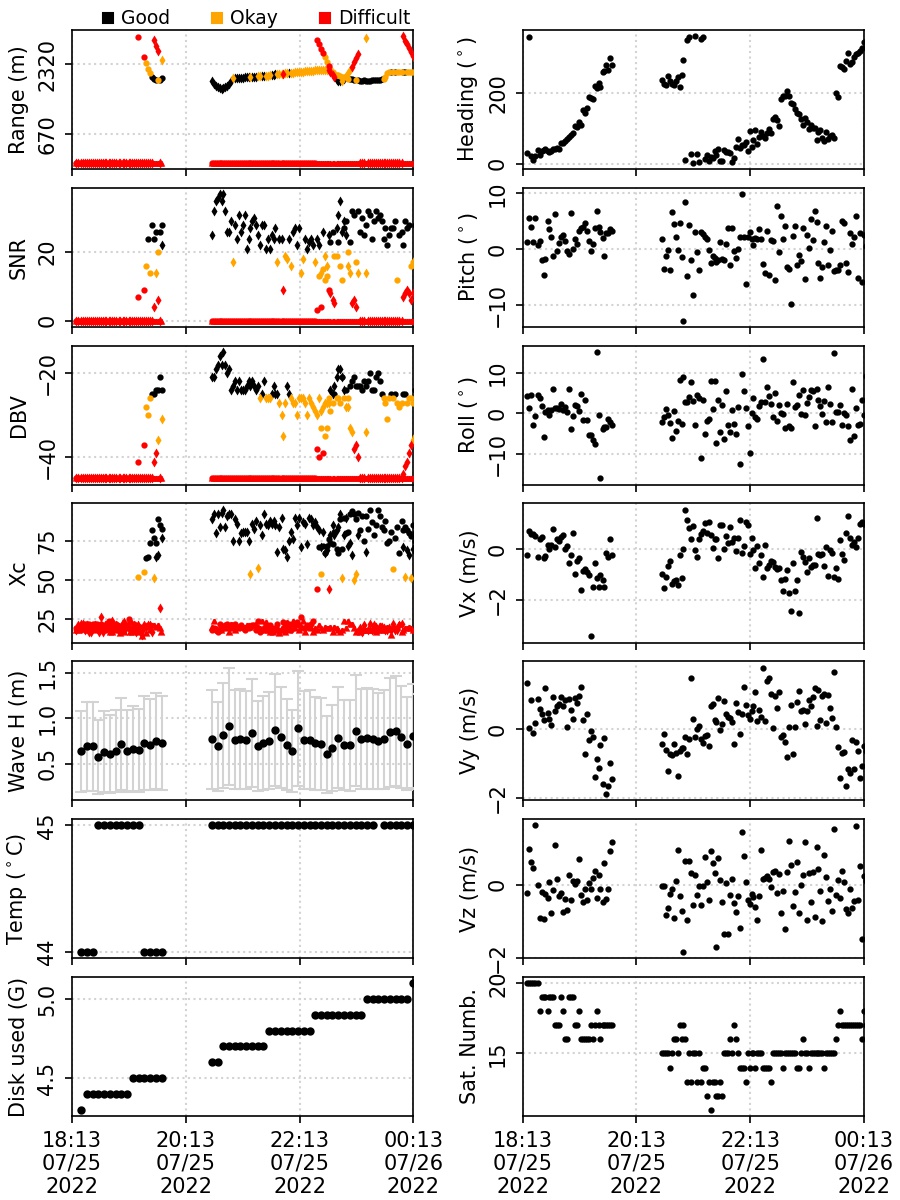 Good Okay Difficult
Range (m)
2320
670
Heading (°)
200
0
SNR
20
0
Pitch (°)
10
0
−10
DBV
−20
−40
Roll (°)
10
0
−10
Xc
75
50
25
Vx (m/s)
0
−2
Wave H (m)
1.5
1.0
0.5
Vy (m/s)
0
−2
Temp (°C)
45
44
Vz (m/s)
0
−2
Disk used (G)
5.0
4.5
Sat. Numb.
20
15
18:13 20:13 22:13 00:13
07/25 07/25 07/25 07/26
2022 2022 2022 2022
18:13 20:13 22:13 00:13
07/25 07/25 07/25 07/26
2022 2022 2022 2022